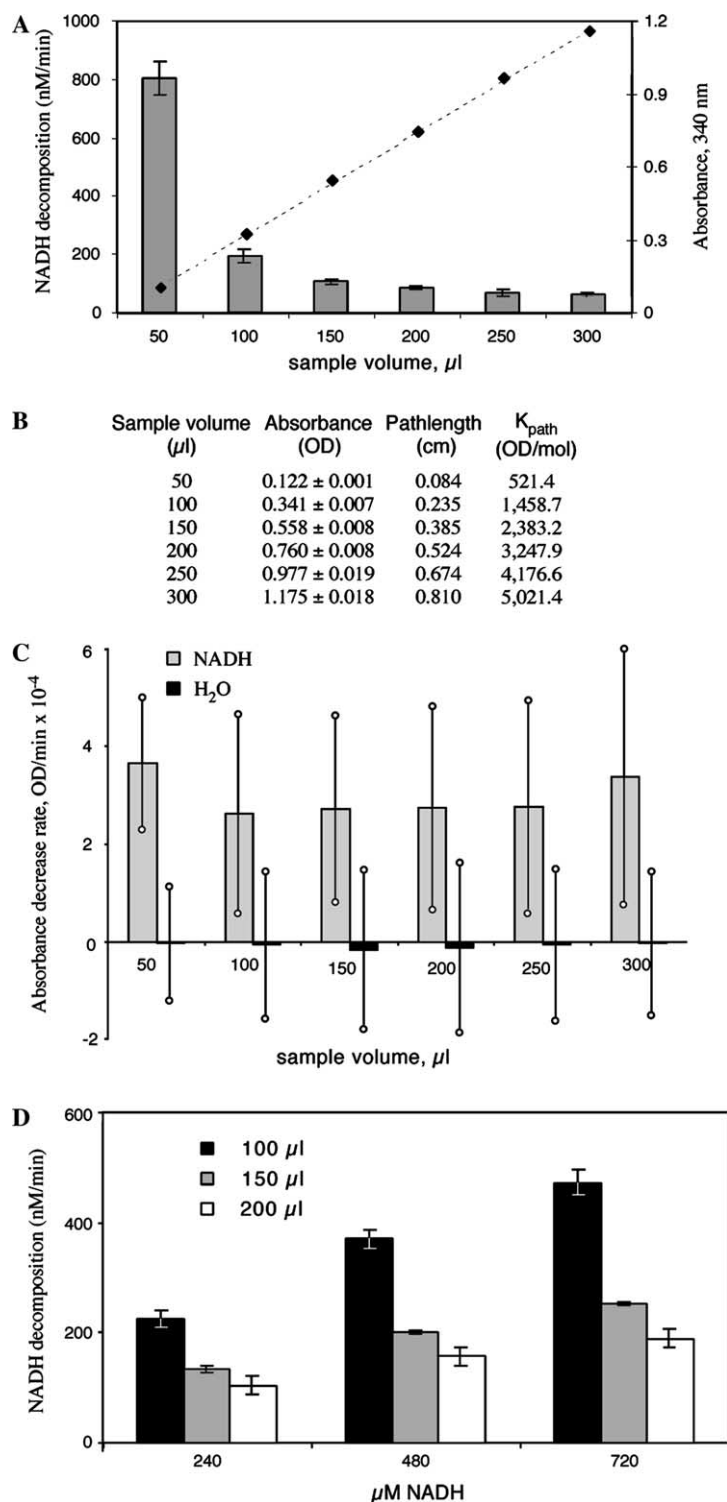 A
NADH decomposition (nM/min)
1000
800
600
400
200
0
50 100 150 200 250 300
sample volume, µl
1.2
0.9
0.6
0.3
0
Absorbance, 340 nm
B
Sample volume (µl) Absorbance (OD) Pathlength (cm) Kpath (OD/mol)
50 0.122 ± 0.001 0.084 521.4
100 0.341 ± 0.007 0.235 1,458.7
150 0.558 ± 0.008 0.385 2,383.2
200 0.760 ± 0.008 0.524 3,247.9
250 0.977 ± 0.019 0.674 4,176.6
300 1.175 ± 0.018 0.810 5,021.4
C
Absorbance decrease rate, OD/min x 10-4
6
4
2
0
-2
NADH
H2O
50 100 150 200 250 300
sample volume, µl
D
NADH decomposition (nM/min)
600
400
200
0
100 µl
150 µl
200 µl
240 480 720
µM NADH